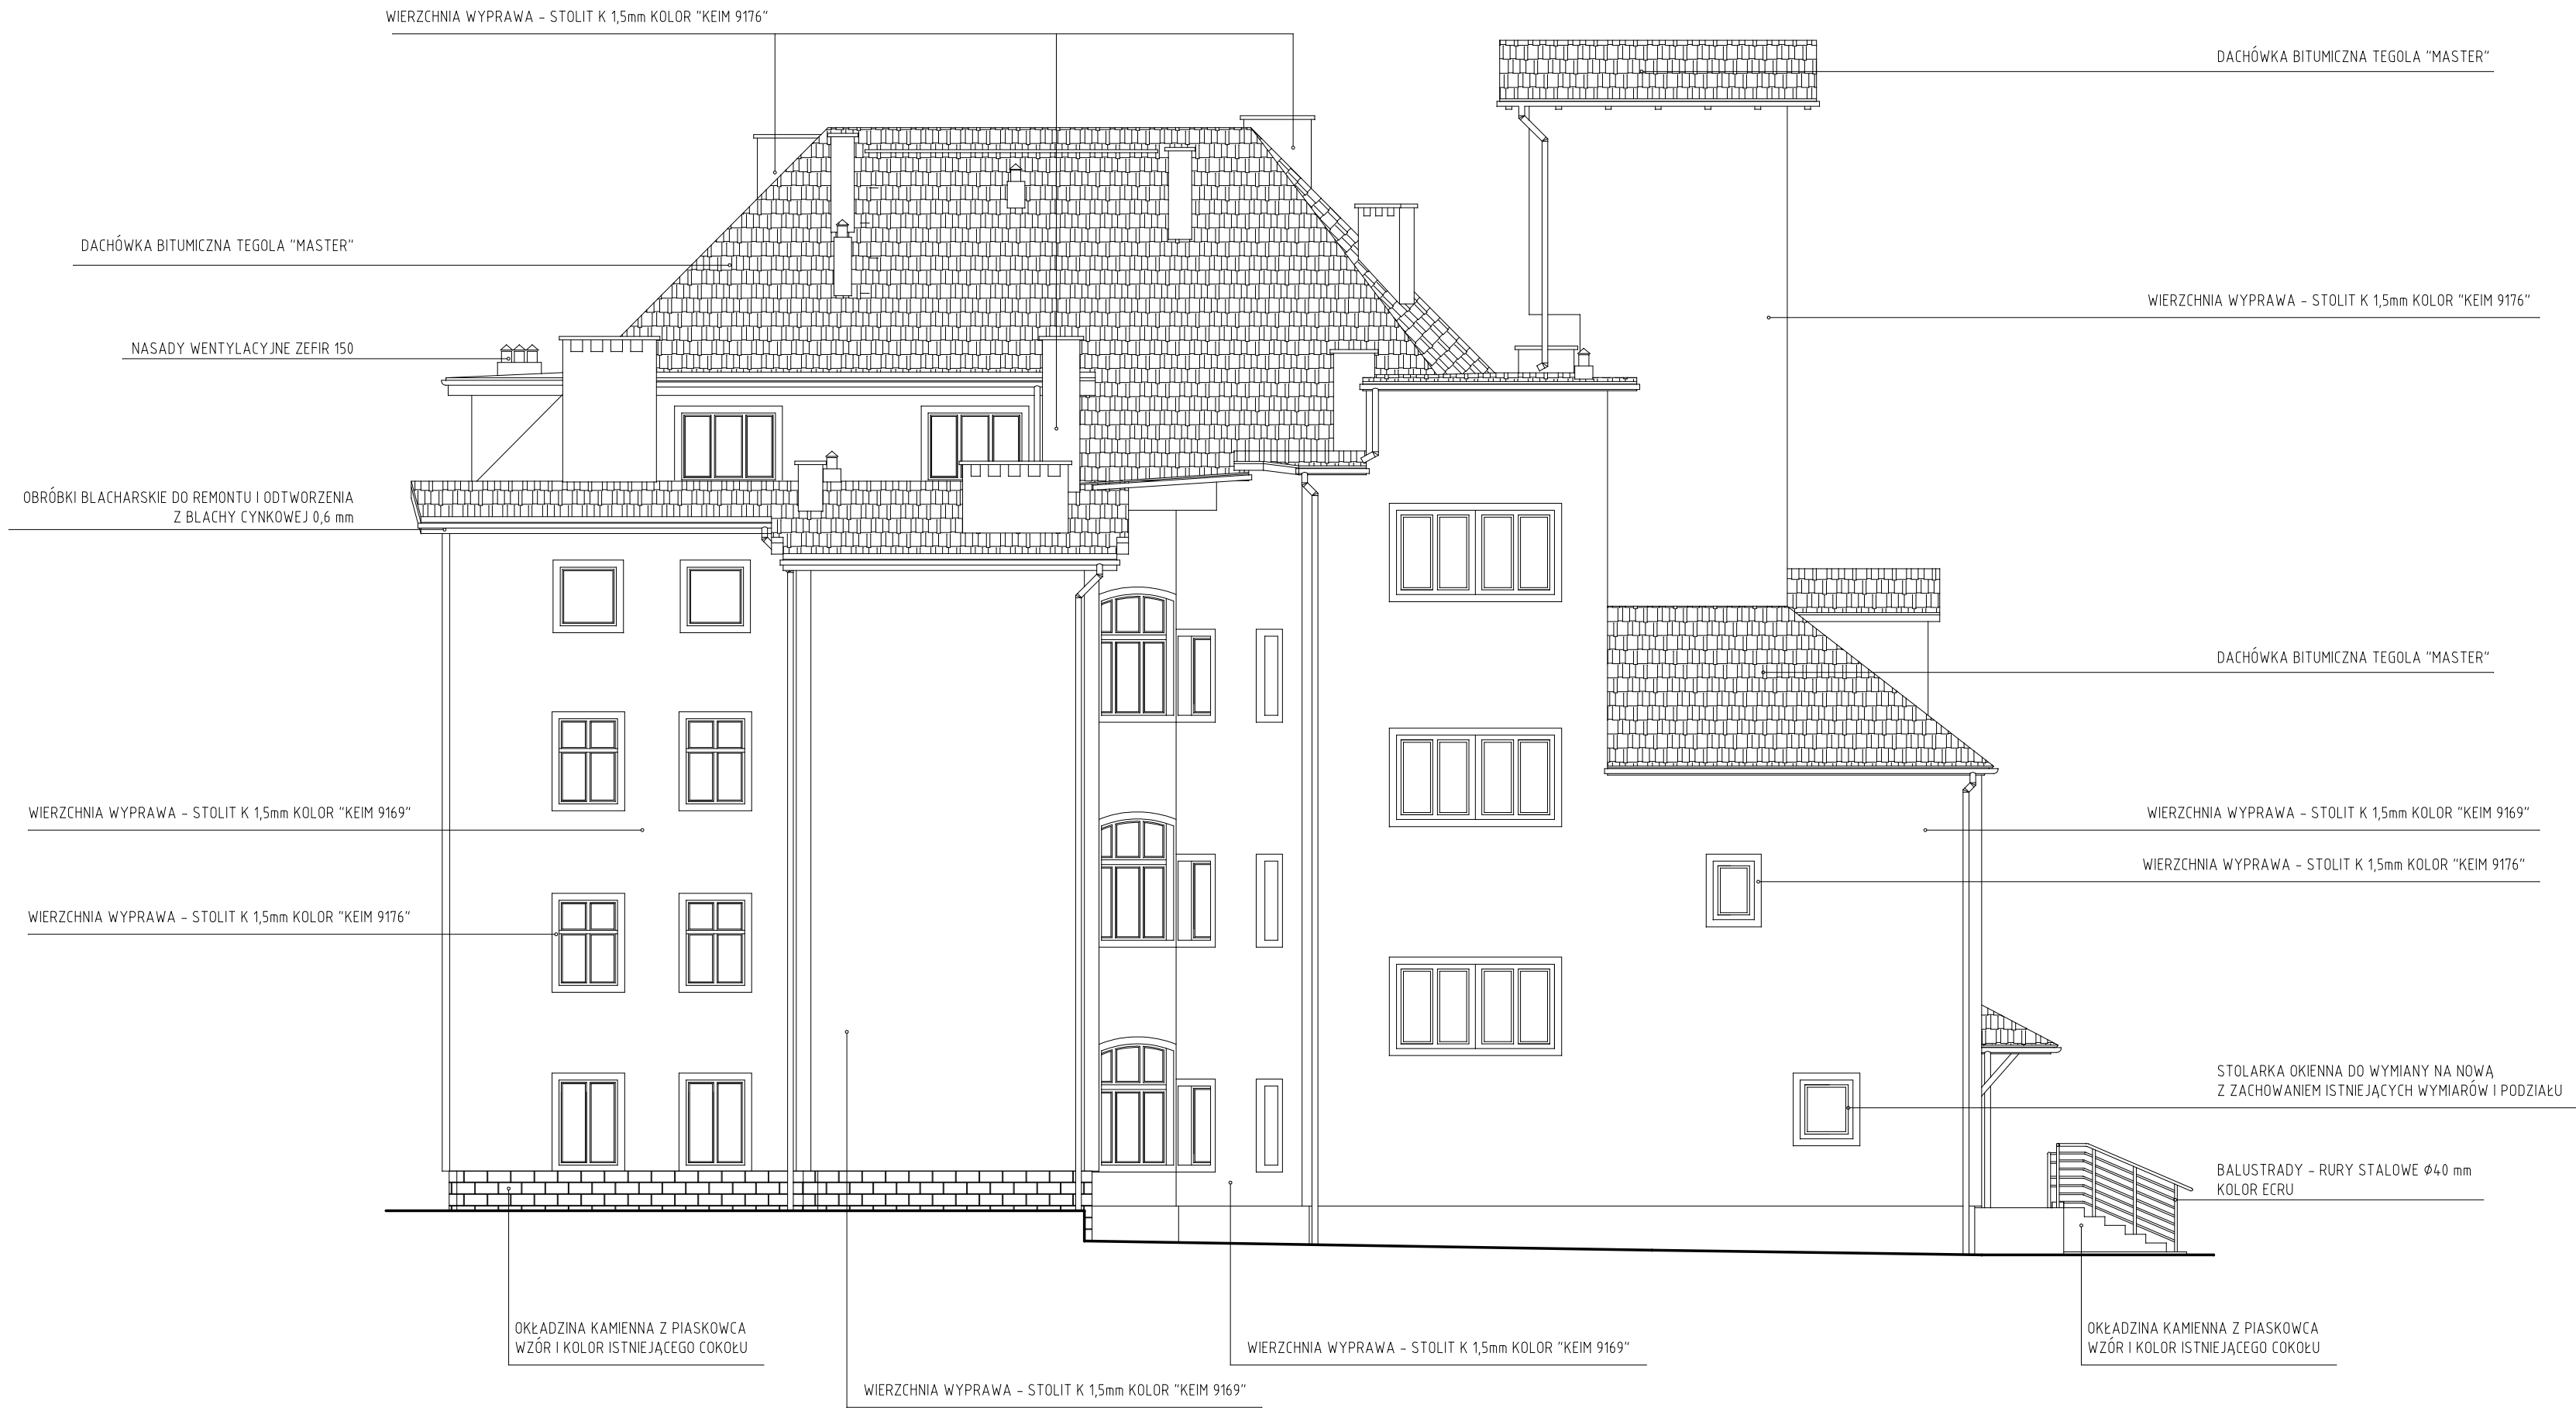 WIERZCHNIA WYPRAWA - STOLIT K 1,5mm KOLOR "KEIM 9176"
DACHÓWKA BITUMICZNA TEGOLA "MASTER"
DACHÓWKA BITUMICZNA TEGOLA "MASTER"
WIERZCHNIA WYPRAWA - STOLIT K 1,5mm KOLOR "KEIM 9176"
NASADY WENTYLACYJNE ZEFIR 150
OBRÓBKI BLACHARSKIE DO REMONTU I ODTWORZENIA
Z BLACHY CYNKOWEJ 0,6 mm
DACHÓWKA BITUMICZNA TEGOLA "MASTER"
WIERZCHNIA WYPRAWA - STOLIT K 1,5mm KOLOR "KEIM 9169"
WIERZCHNIA WYPRAWA - STOLIT K 1,5mm KOLOR "KEIM 9169"
WIERZCHNIA WYPRAWA - STOLIT K 1,5mm KOLOR "KEIM 9176"
WIERZCHNIA WYPRAWA - STOLIT K 1,5mm KOLOR "KEIM 9176"
STOLARKA OKIENNA DO WYMIANY NA NOWĄ
Z ZACHOWANIEM ISTNIEJĄCYCH WYMIARÓW I PODZIAŁU
BALUSTRADY - RURY STALOWE Ø40 mm
KOLOR ECRU
OKŁADZINA KAMIENNA Z PIASKOWCA
WZÓR I KOLOR ISTNIEJĄCEGO COKOŁU
WIERZCHNIA WYPRAWA - STOLIT K 1,5mm KOLOR "KEIM 9169"
OKŁADZINA KAMIENNA Z PIASKOWCA
WZÓR I KOLOR ISTNIEJĄCEGO COKOŁU
WIERZCHNIA WYPRAWA - STOLIT K 1,5mm KOLOR "KEIM 9169"